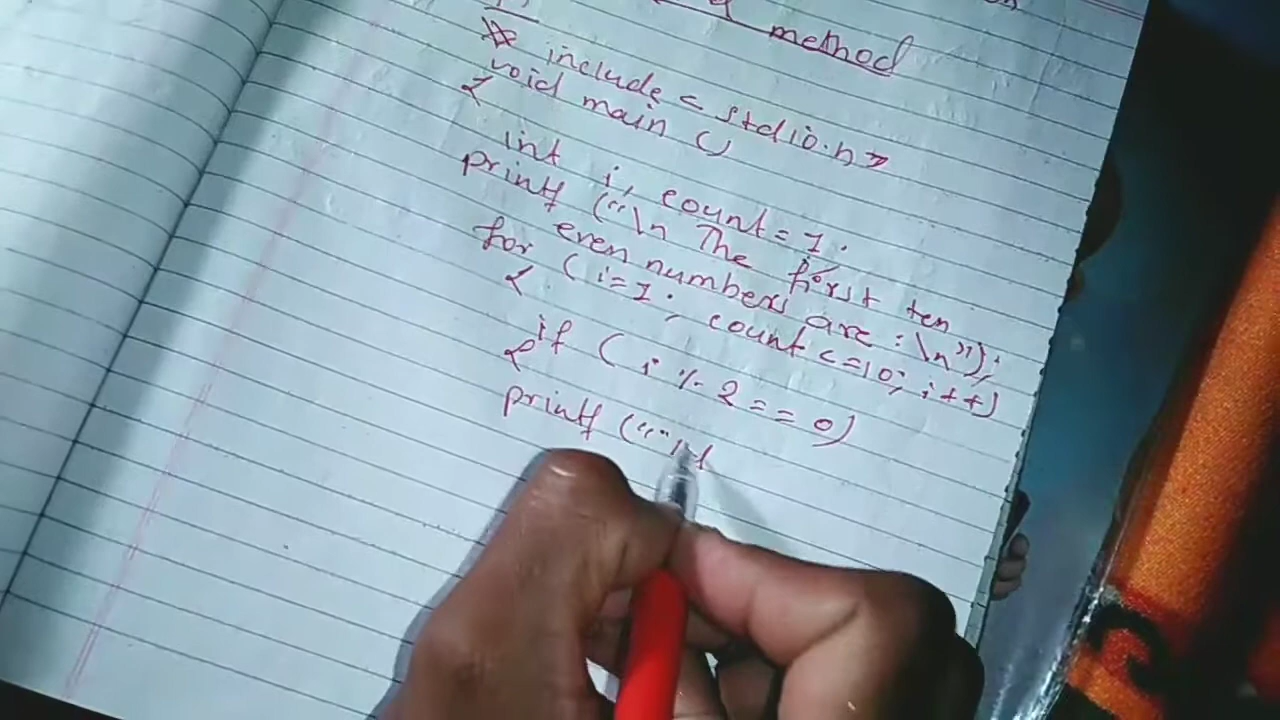 method
# include < stdio.h>
void main ()
{
int i, count = 1;
printf ("\n The first ten
even numbers are : \n");
for (i=1; count <=10; i++)
{
if ( i % 2 == 0)
{
printf ("